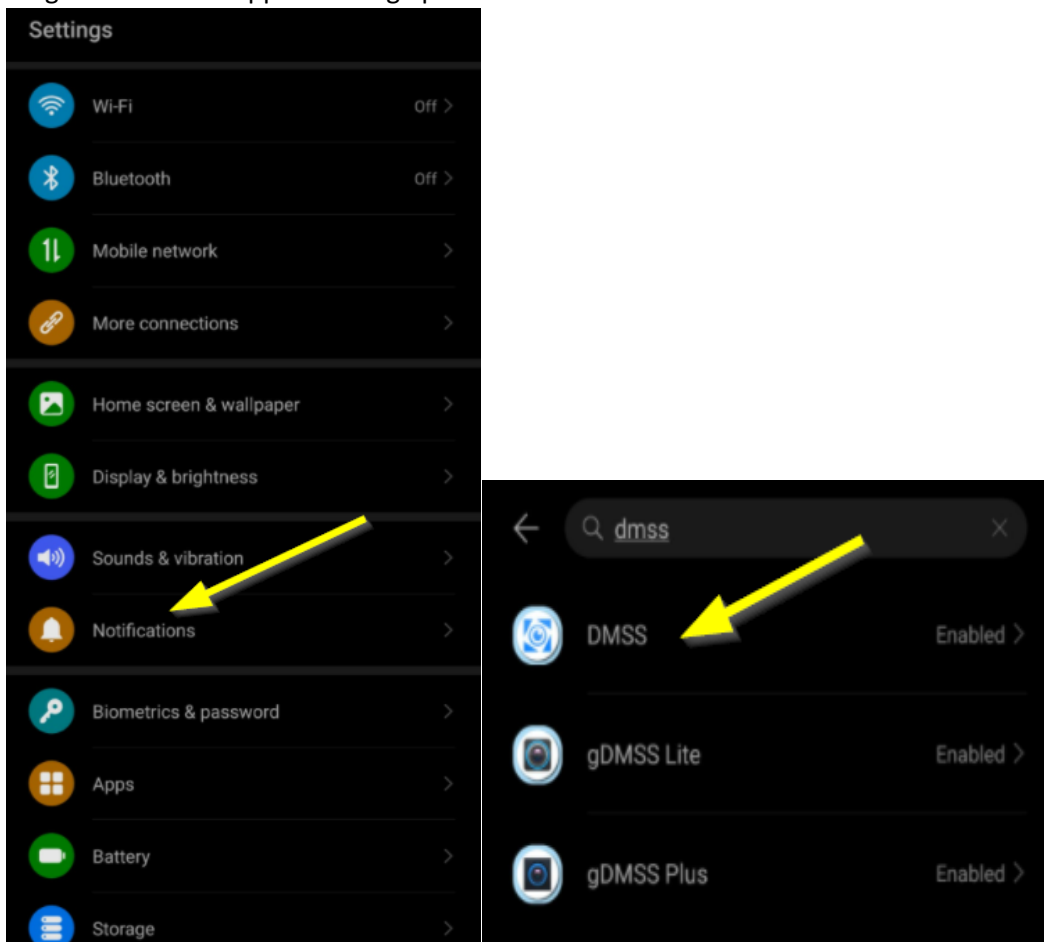 Settings
Wi-Fi Off
Bluetooth Off
Mobile network
More connections
Home screen & wallpaper
Display & brightness
Sounds & vibration
Notifications
Biometrics & password
Apps
Battery
Storage
dmss
DMSS Enabled
gDMSS Lite Enabled
gDMSS Plus Enabled